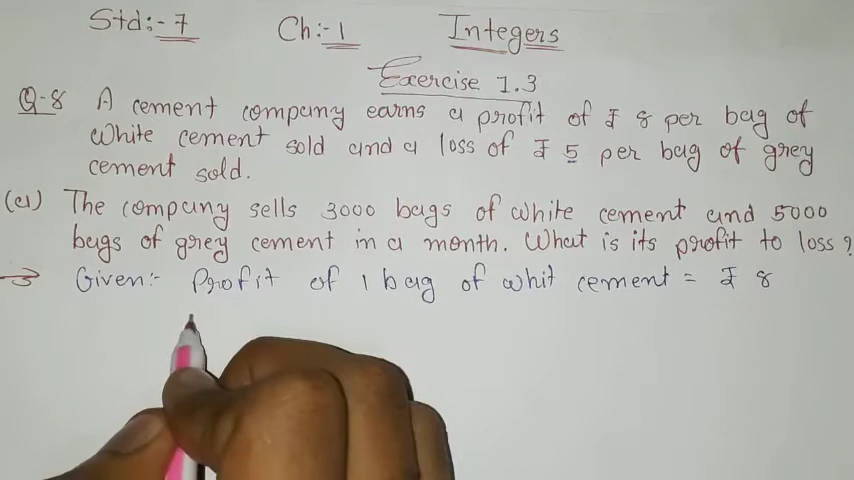 Std:- 7 Ch:- 1 Integers
Exercise 1.3
Q-8 A cement company earns a profit of ₹ 8 per bag of
white cement sold and a loss of ₹ 5 per bag of grey
cement sold.
(a) The company sells 3000 bags of white cement and 5000
bags of grey cement in a month. What is its profit to loss?
→ Given:- Profit of 1 bag of whit cement = ₹ 8